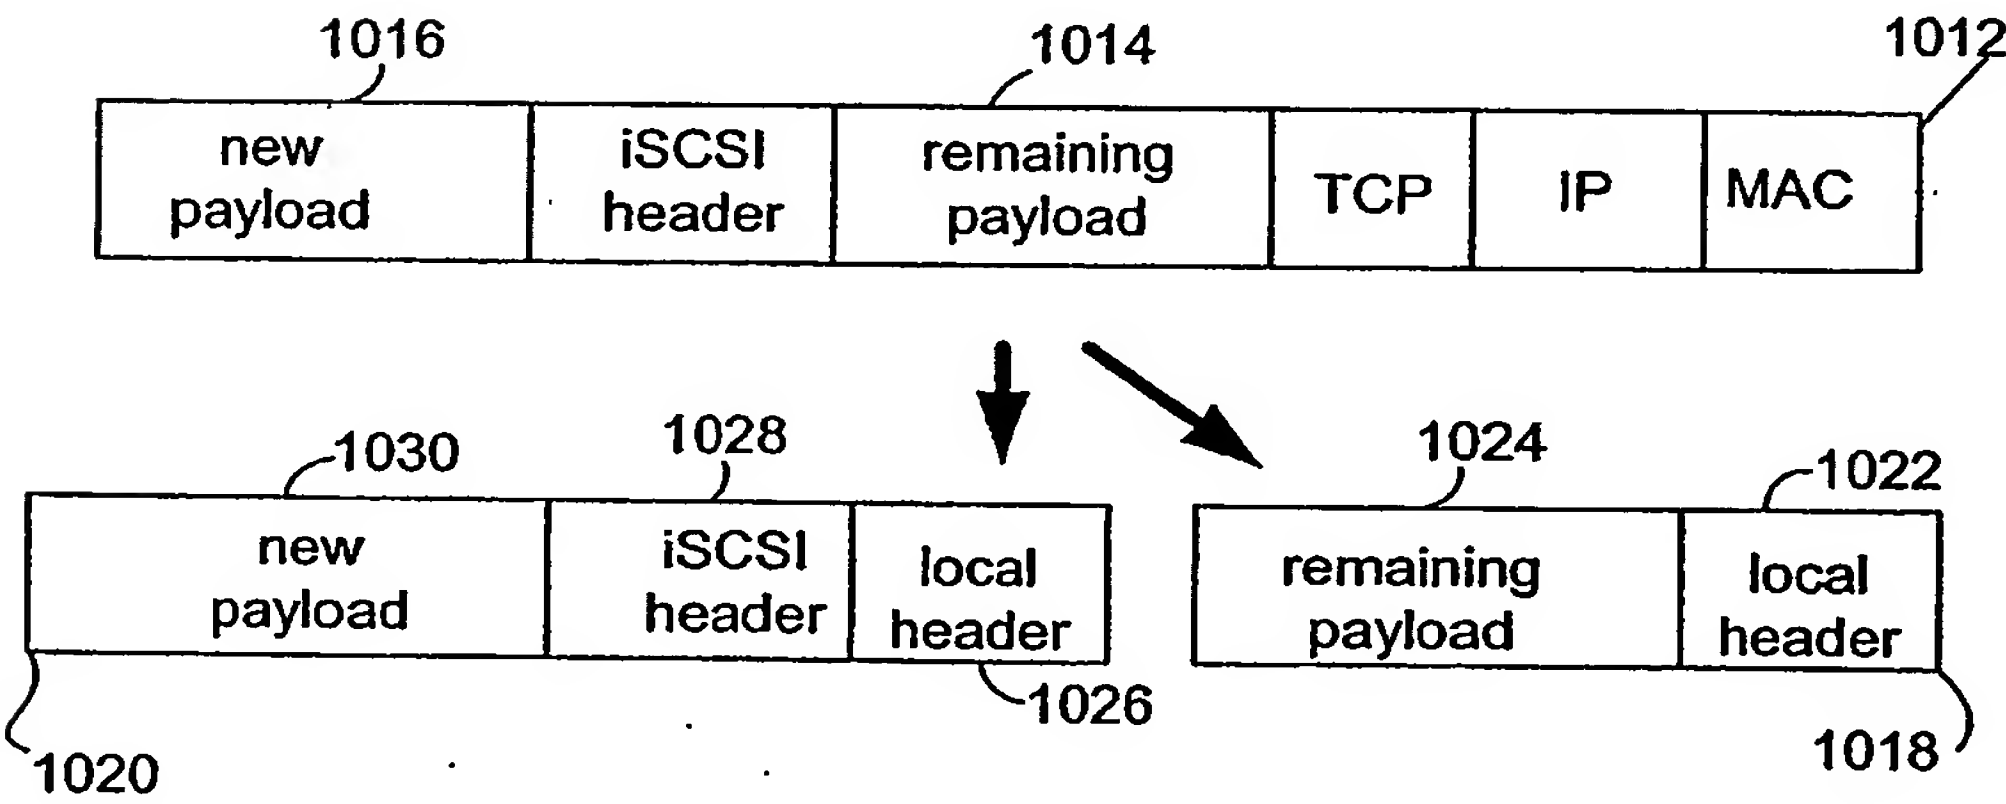 1016
1014
1012
new payload
iSCSI header
remaining payload
TCP
IP
MAC
1030
1028
1024
1022
new payload
iSCSI header
local header
remaining payload
local header
1026
1020
1018